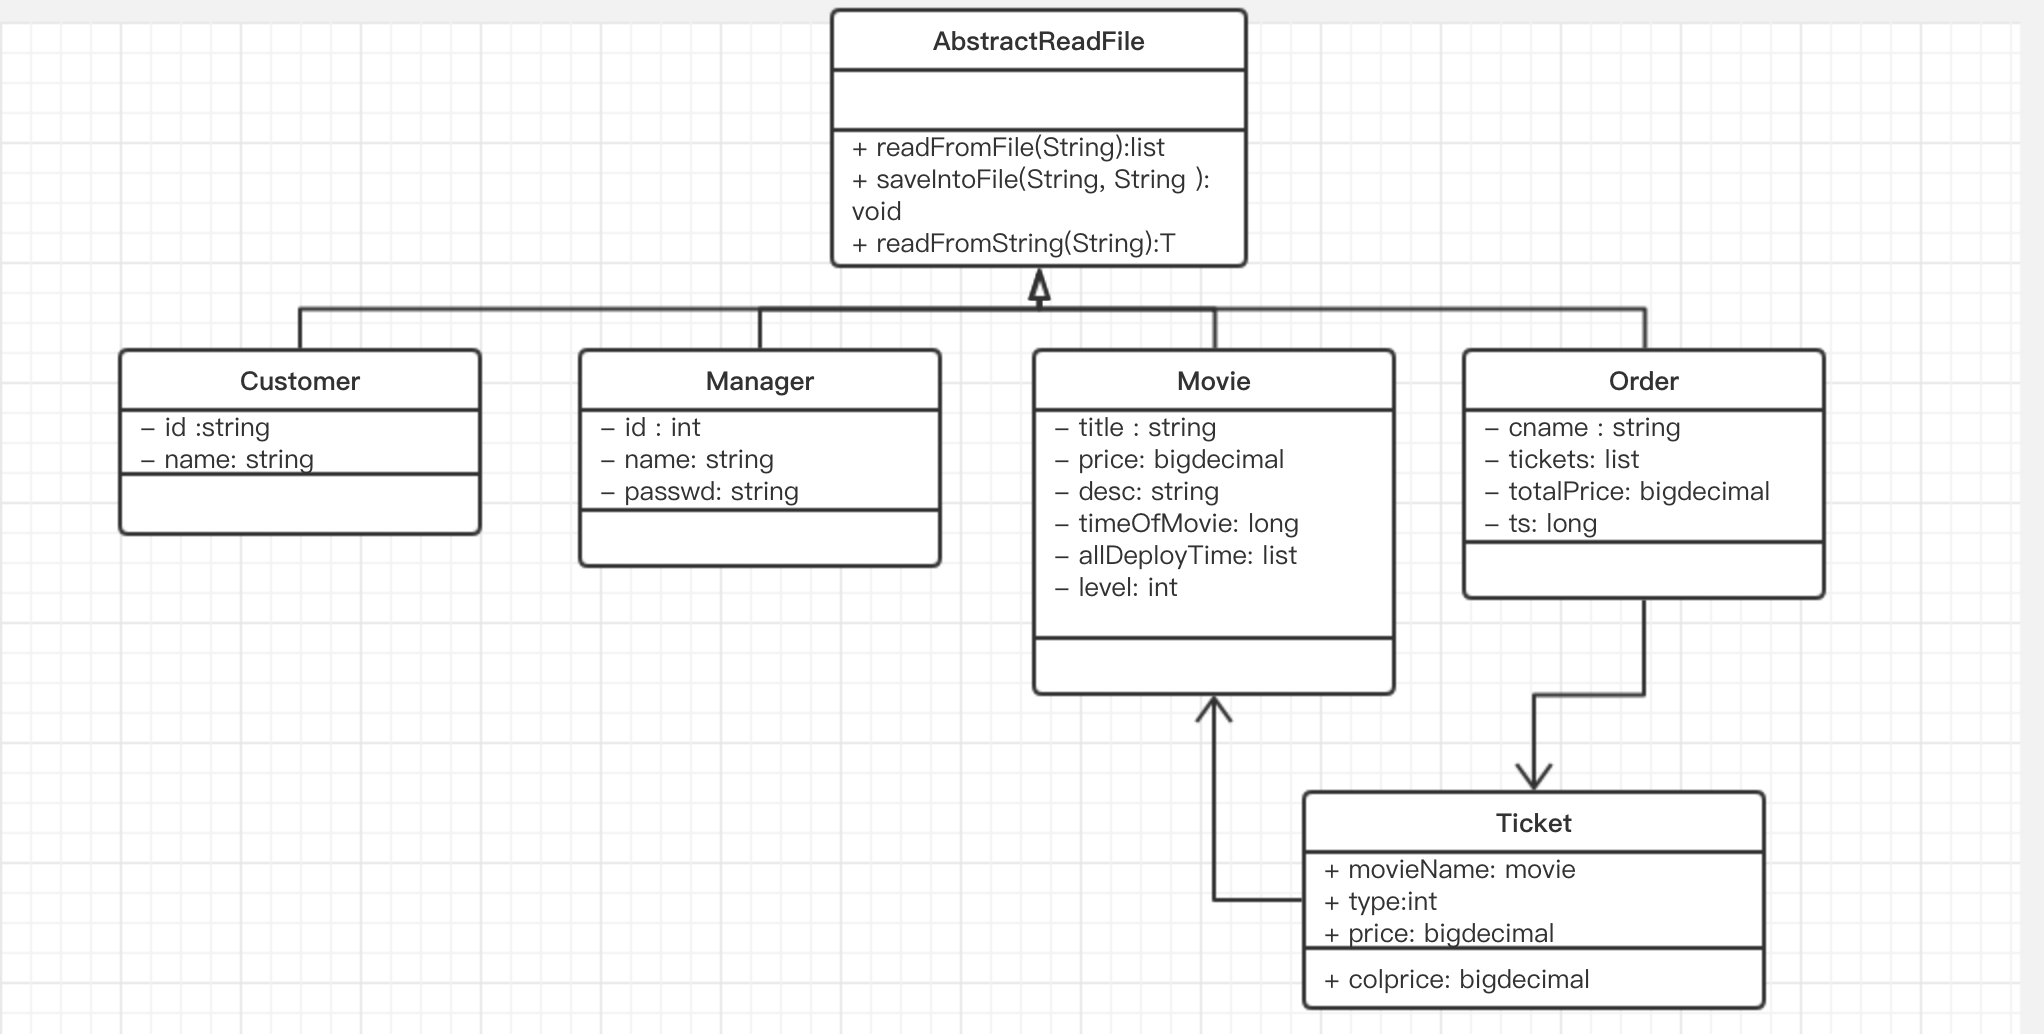 AbstractReadFile
+ readFromFile(String):list
+ saveIntoFile(String, String ):
void
+ readFromString(String):T
Customer
– id :string
– name: string
Manager
– id : int
– name: string
– passwd: string
Movie
– title : string
– price: bigdecimal
– desc: string
– timeOfMovie: long
– allDeployTime: list
– level: int
Order
– cname : string
– tickets: list
– totalPrice: bigdecimal
– ts: long
Ticket
+ movieName: movie
+ type:int
+ price: bigdecimal
+ colprice: bigdecimal